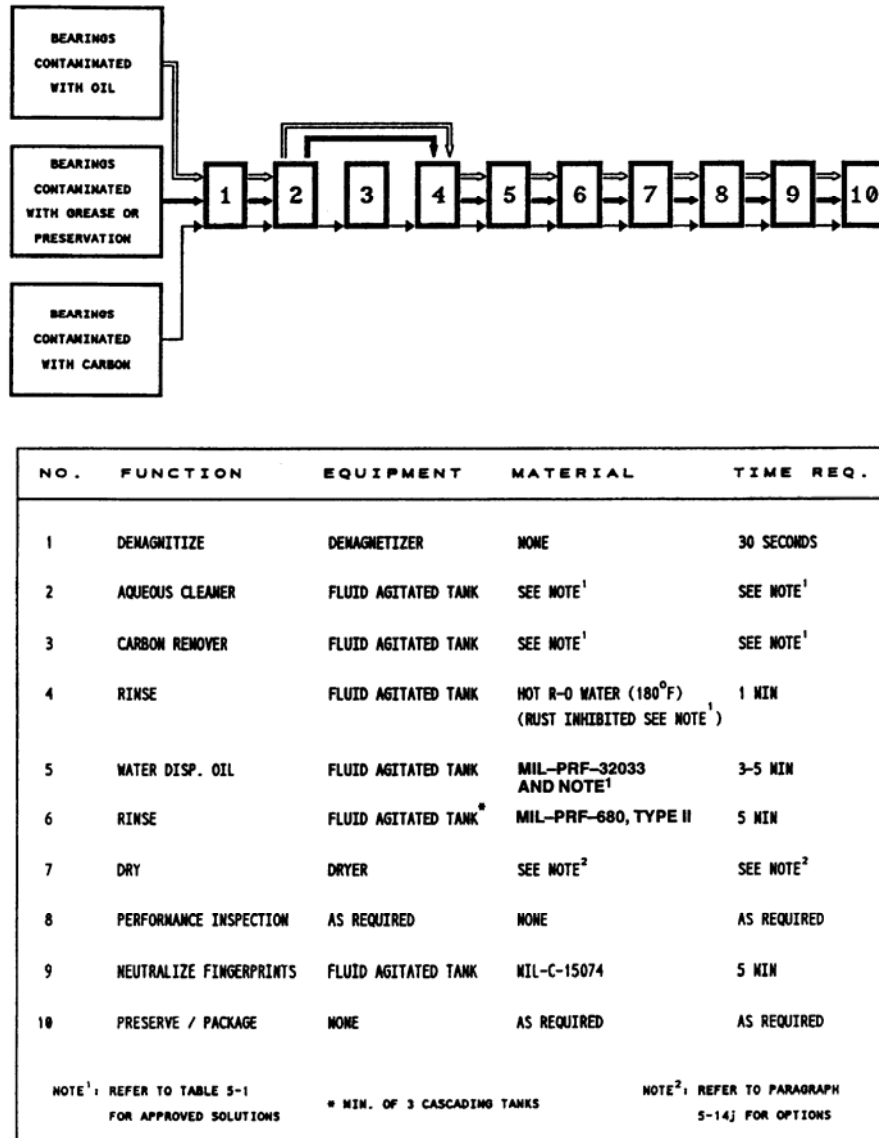 BEARINGS
CONTAMINATED
WITH OIL
BEARINGS
CONTAMINATED
WITH GREASE OR
PRESERVATION
BEARINGS
CONTAMINATED
WITH CARBON
1 2 3 4 5 6 7 8 9 10
NO. FUNCTION EQUIPMENT MATERIAL TIME REQ.
1 DEMAGNITIZE DEMAGNETIZER NONE 30 SECONDS
2 AQUEOUS CLEANER FLUID AGITATED TANK SEE NOTE¹ SEE NOTE¹
3 CARBON REMOVER FLUID AGITATED TANK SEE NOTE¹ SEE NOTE¹
4 RINSE FLUID AGITATED TANK HOT R-O WATER (180°F) 1 MIN
(RUST INHIBITED SEE NOTE¹)
5 WATER DISP. OIL FLUID AGITATED TANK MIL–PRF–32033 3-5 MIN
AND NOTE¹
6 RINSE FLUID AGITATED TANK* MIL–PRF–680, TYPE II 5 MIN
7 DRY DRYER SEE NOTE² SEE NOTE²
8 PERFORMANCE INSPECTION AS REQUIRED NONE AS REQUIRED
9 NEUTRALIZE FINGERPRINTS FLUID AGITATED TANK MIL-C-15074 5 MIN
10 PRESERVE / PACKAGE NONE AS REQUIRED AS REQUIRED
NOTE¹: REFER TO TABLE 5-1
FOR APPROVED SOLUTIONS
* MIN. OF 3 CASCADING TANKS
NOTE²: REFER TO PARAGRAPH
5-14j FOR OPTIONS